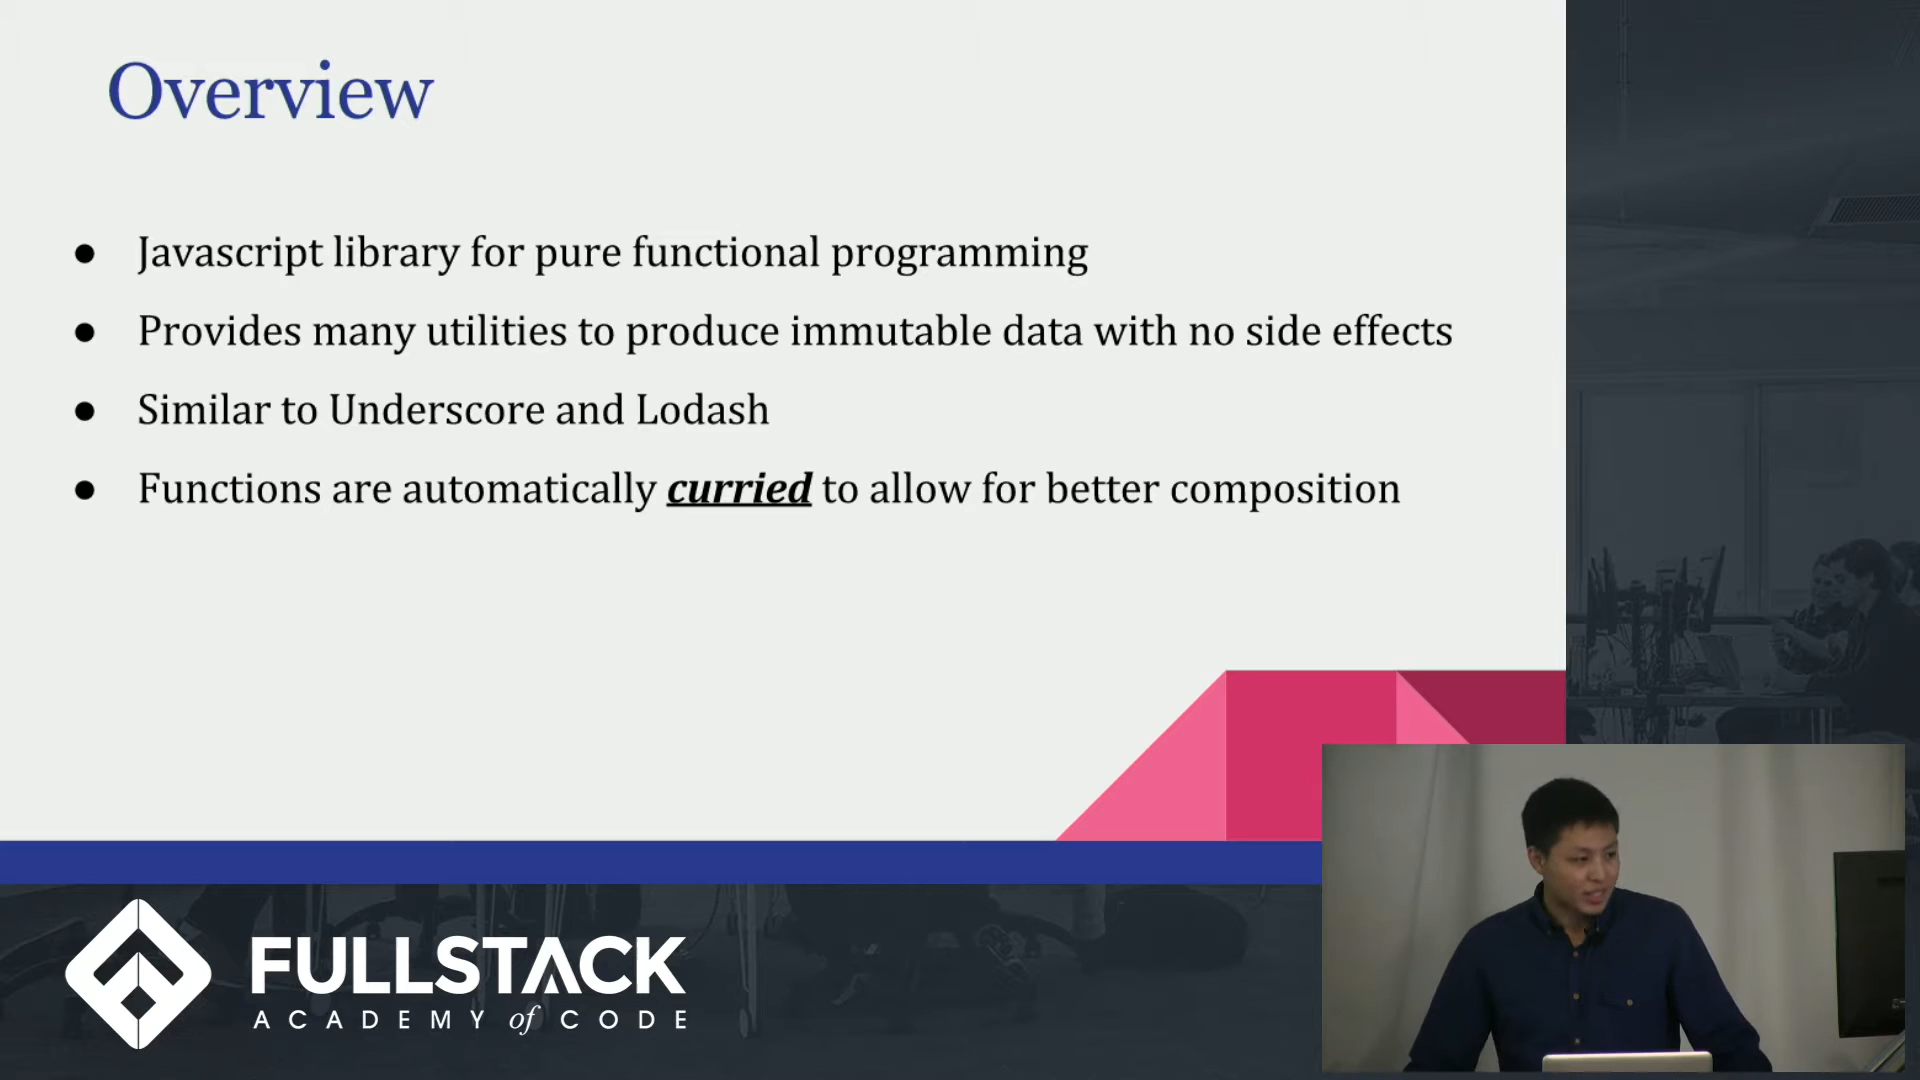 Overview
● Javascript library for pure functional programming
● Provides many utilities to produce immutable data with no side effects
● Similar to Underscore and Lodash
● Functions are automatically curried to allow for better composition
FULLSTACK
ACADEMY of CODE